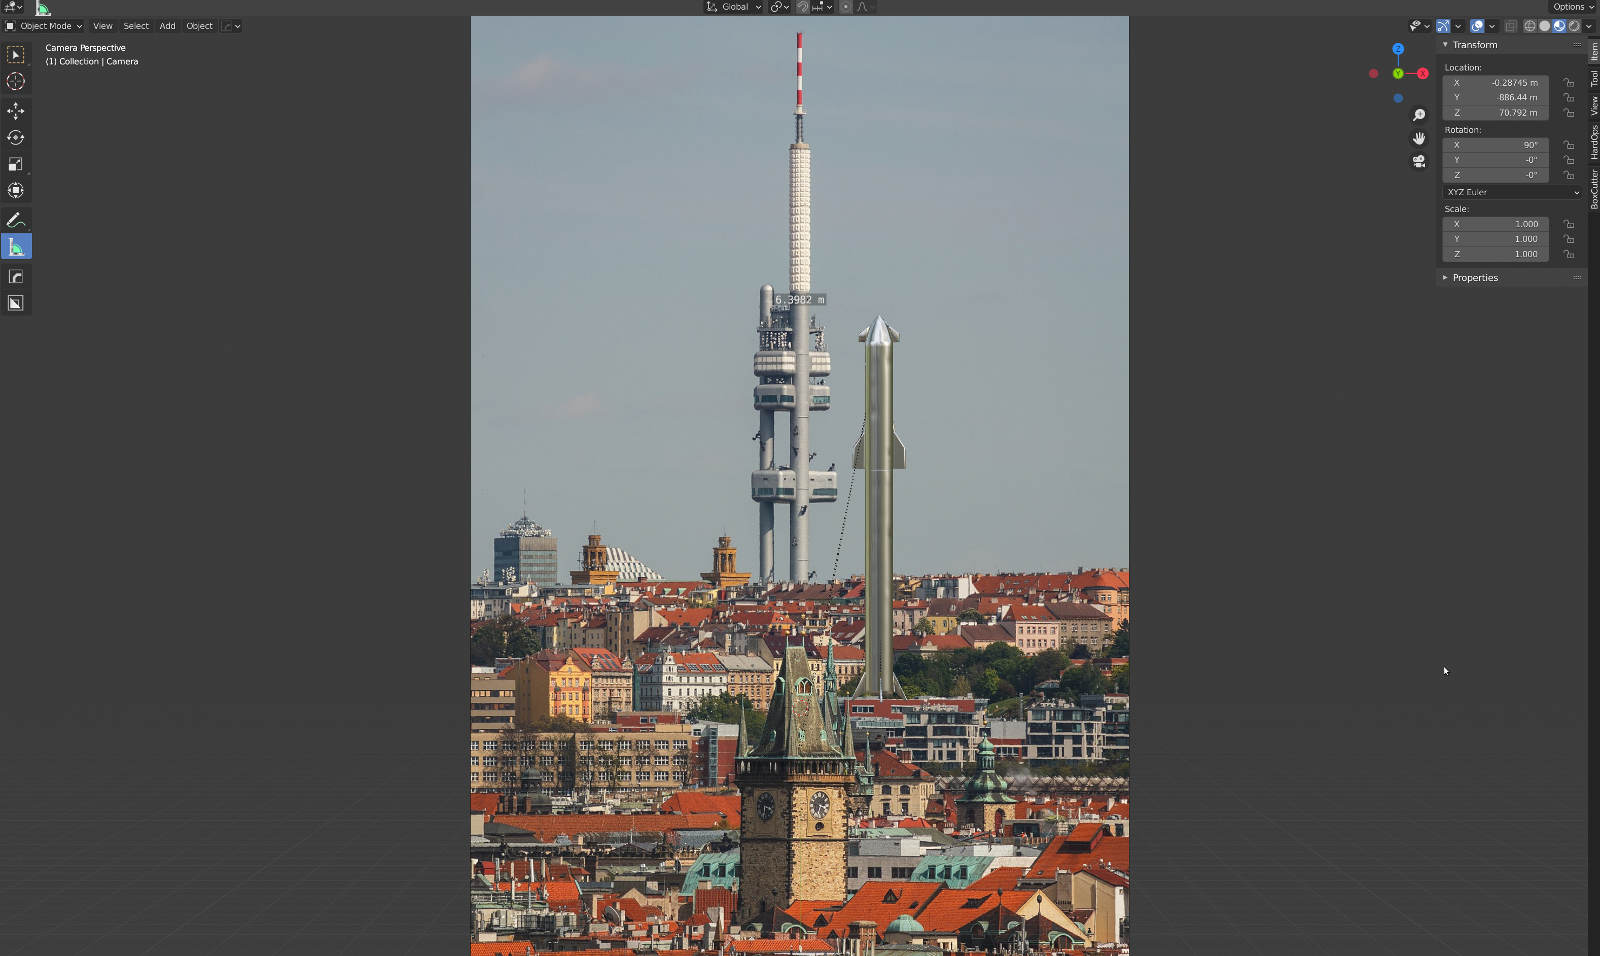 Global
Options
Object Mode
View
Select
Add
Object
Camera Perspective
(1) Collection | Camera
6.3982 m
Z
Y
X
Transform
Location:
X -0.28745 m
Y -886.44 m
Z 70.792 m
Rotation:
X 90°
Y -0°
Z -0°
XYZ Euler
Scale:
X 1.000
Y 1.000
Z 1.000
Properties
Item
Tool
View
HardOps
BoxCutter